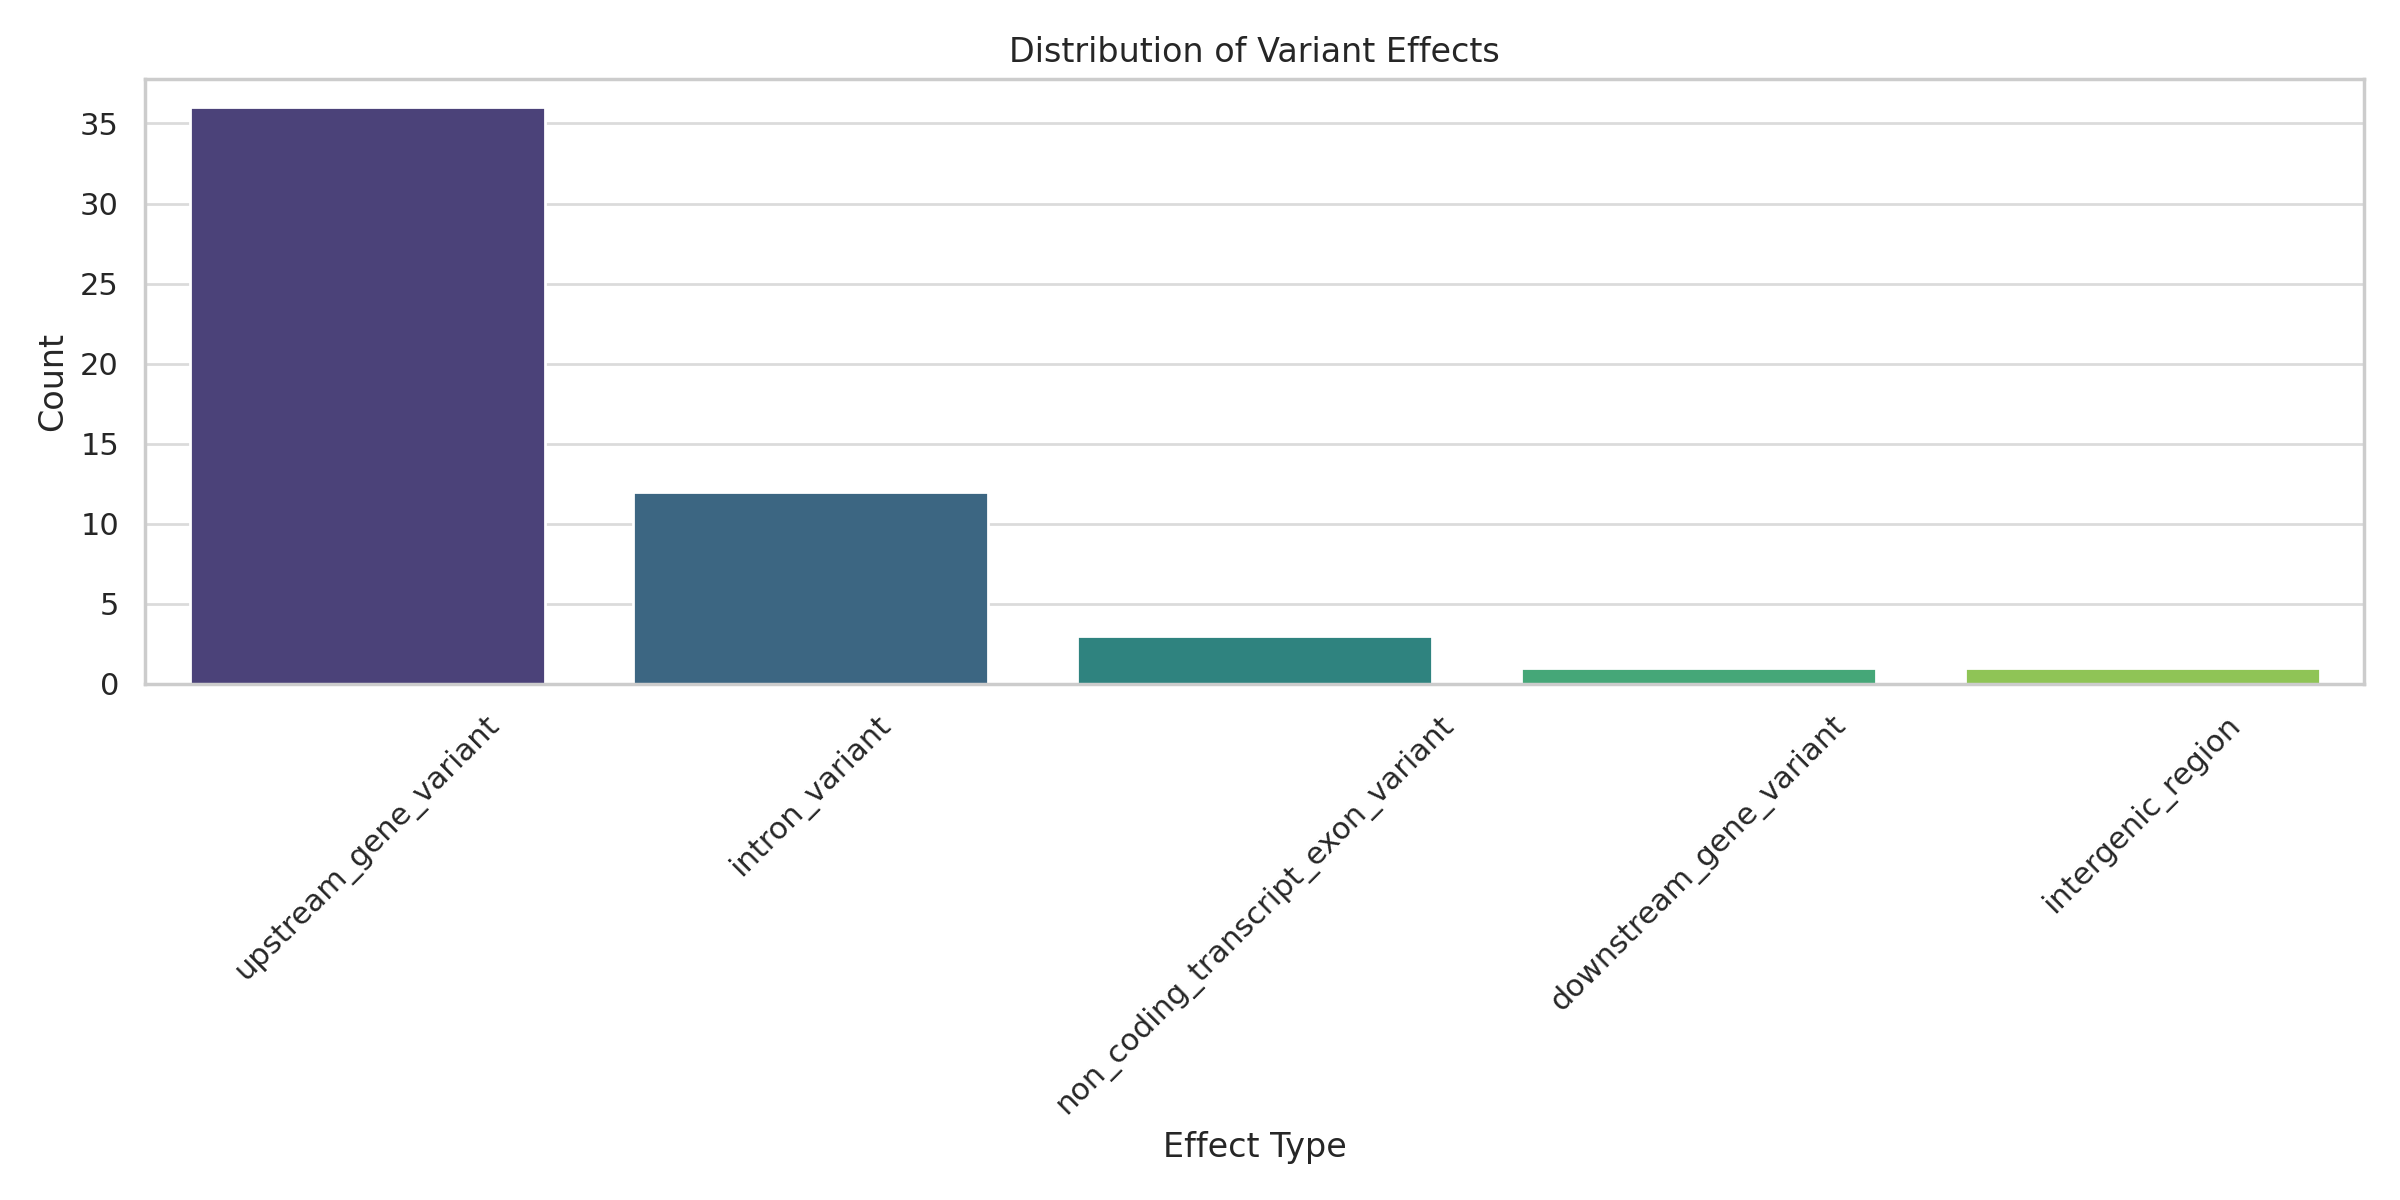 Distribution of Variant Effects
Count
35
30
25
20
15
10
5
0
upstream_gene_variant
intron_variant
non_coding_transcript_exon_variant
downstream_gene_variant
intergenic_region
Effect Type